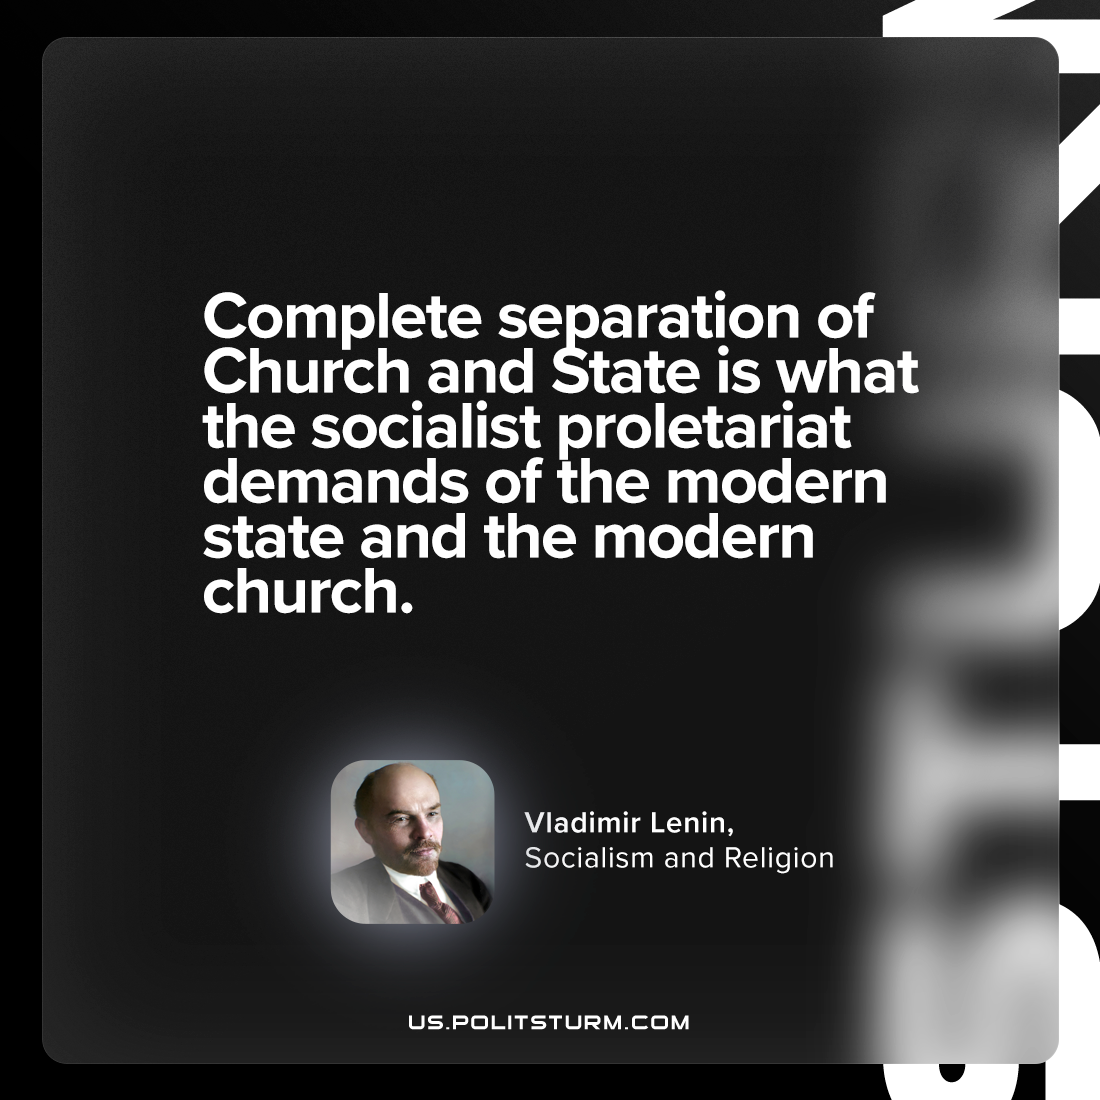 Complete separation of
Church and State is what
the socialist proletariat
demands of the modern
state and the modern
church.
Vladimir Lenin,
Socialism and Religion
US.POLITSTURM.COM